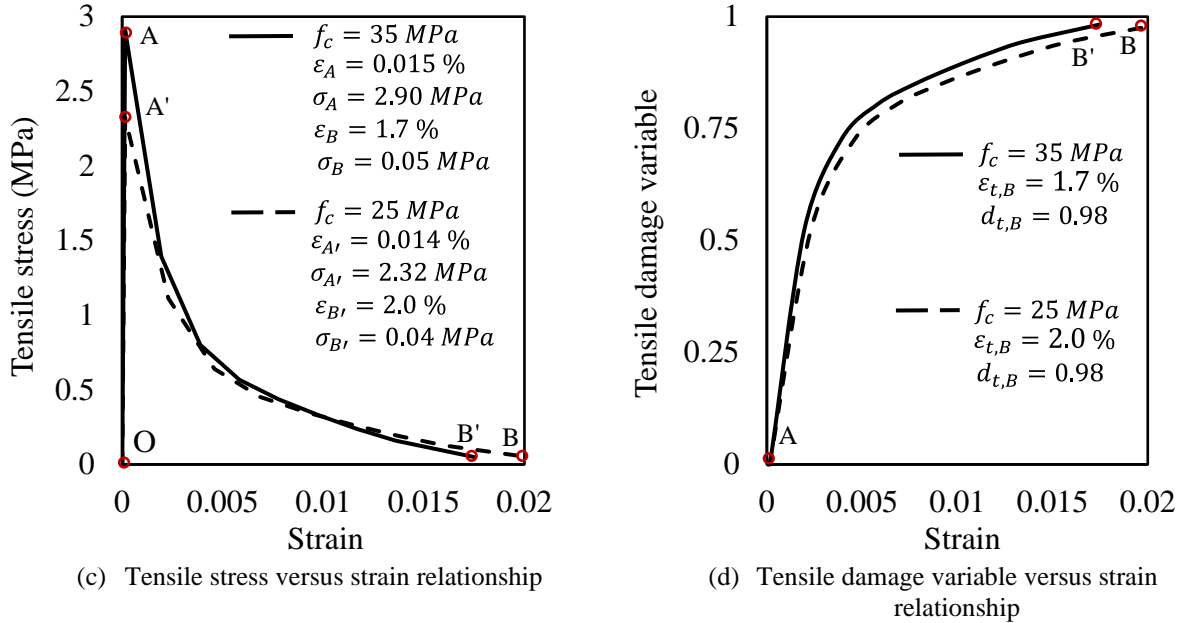 Tensile stress (MPa)
3
2.5
2
1.5
1
0.5
0
A
A'
O
B'
B
f_c = 35 MPa
ε_A = 0.015 %
σ_A = 2.90 MPa
ε_B = 1.7 %
σ_B = 0.05 MPa
f_c = 25 MPa
ε_A′ = 0.014 %
σ_A′ = 2.32 MPa
ε_B′ = 2.0 %
σ_B′ = 0.04 MPa
0 0.005 0.01 0.015 0.02
Strain
(c) Tensile stress versus strain relationship
Tensile damage variable
1
0.75
0.5
0.25
0
A
B'
B
f_c = 35 MPa
ε_t,B = 1.7 %
d_t,B = 0.98
f_c = 25 MPa
ε_t,B = 2.0 %
d_t,B = 0.98
0 0.005 0.01 0.015 0.02
Strain
(d) Tensile damage variable versus strain
relationship